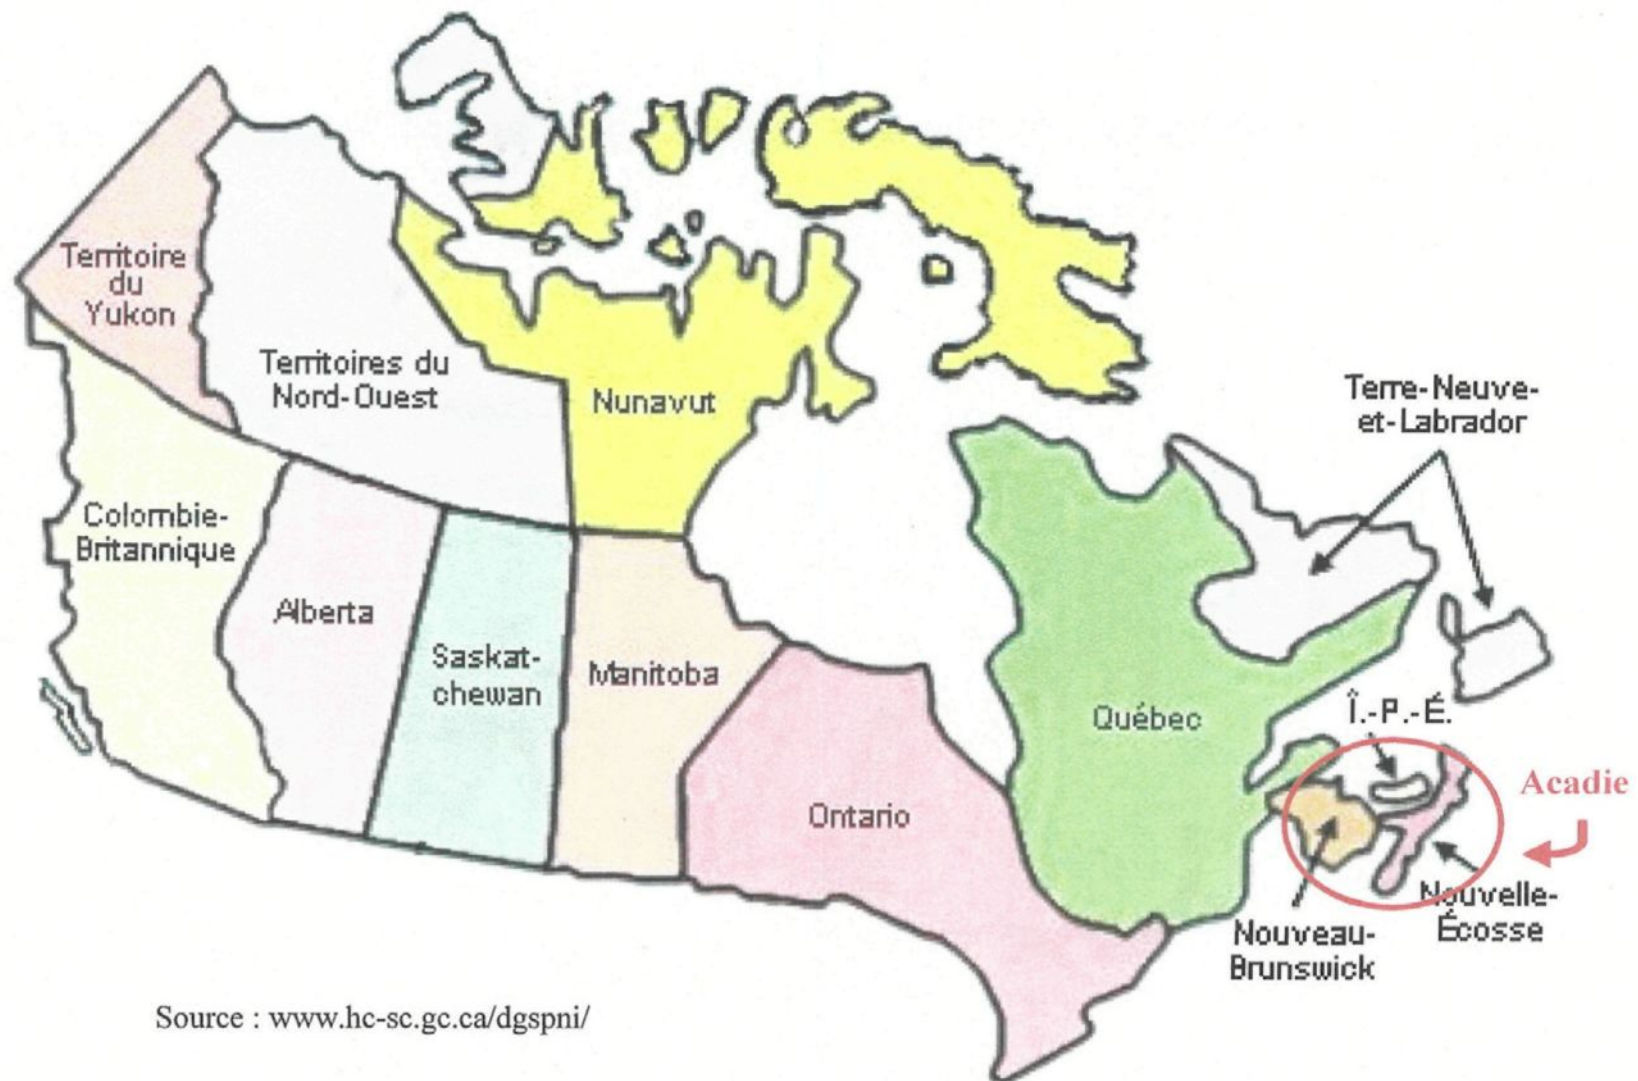 Territoire
du
Yukon
Territoires du
Nord-Ouest
Nunavut
Terre-Neuve-
et-Labrador
Colombie-
Britannique
Alberta
Saskat-
chewan
Manitoba
Ontario
Québec
Î.-P.-É.
Acadie
Nouvelle-
Écosse
Nouveau-
Brunswick
Source : www.hc-sc.gc.ca/dgspni/